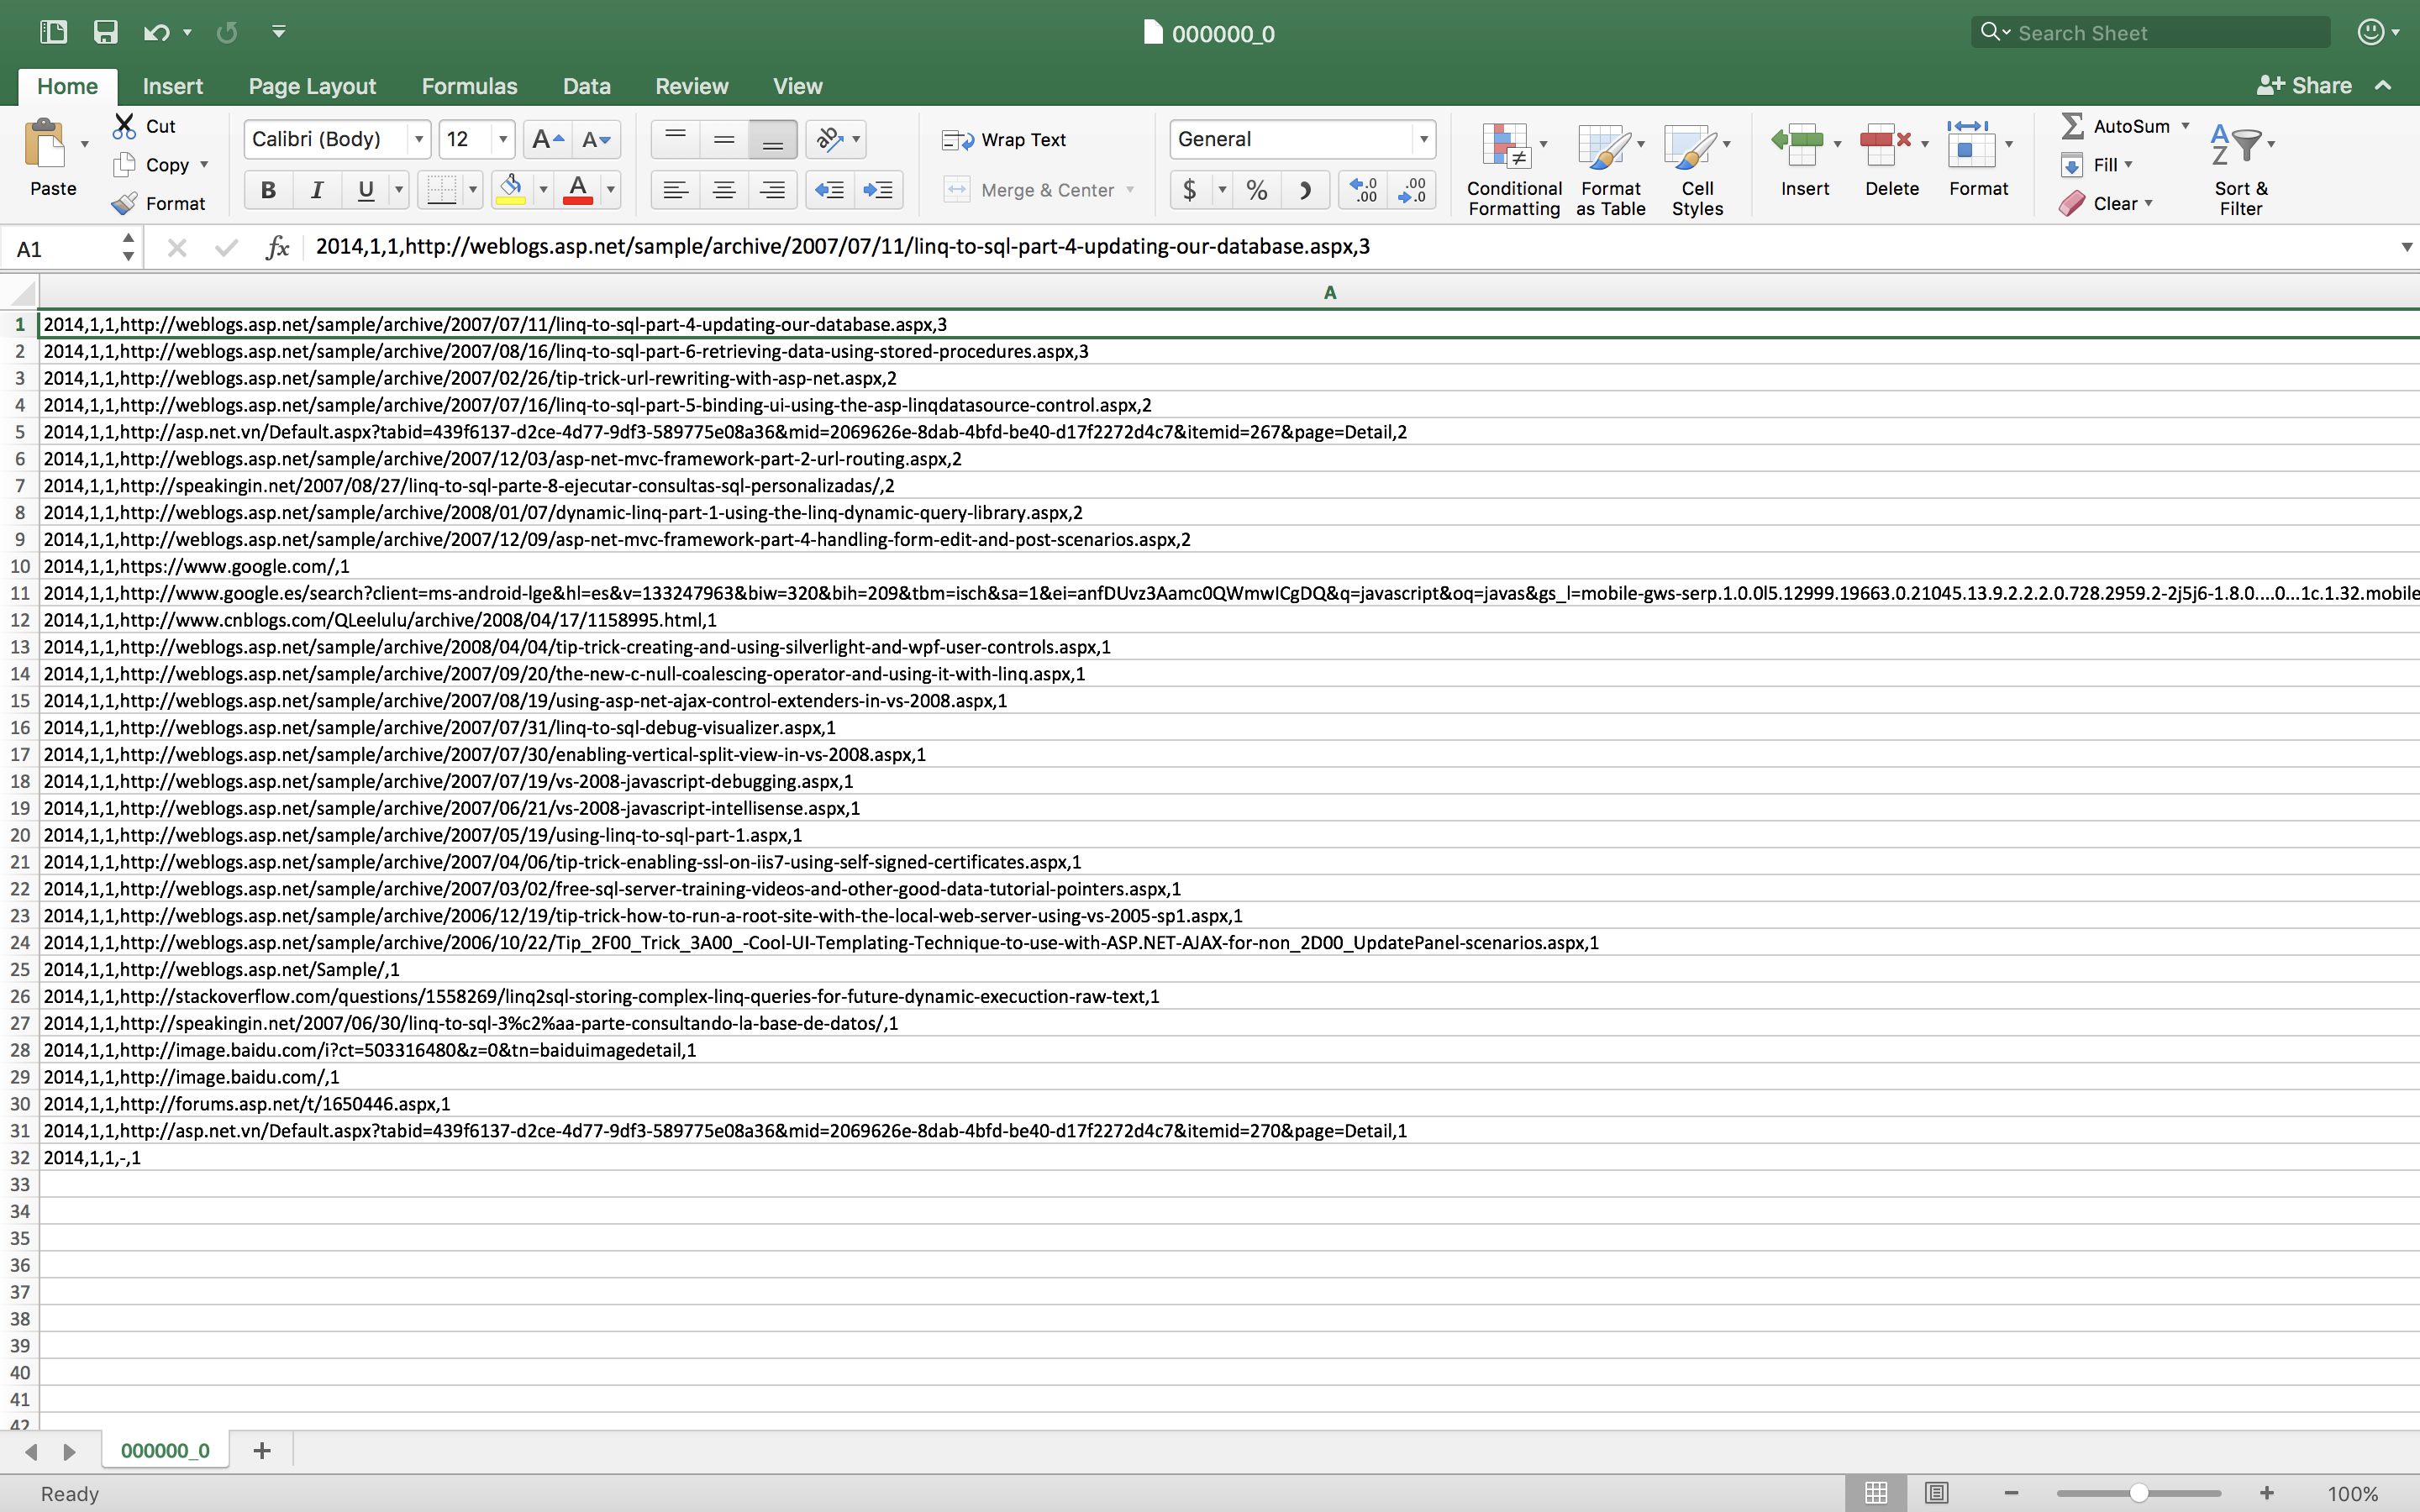 000000_0
Search Sheet
Home Insert Page Layout Formulas Data Review View
Share
Paste
Cut
Copy
Format
Calibri (Body) 12
B I U
Wrap Text
Merge & Center
General
$ %
Conditional Formatting
Format as Table
Cell Styles
Insert
Delete
Format
AutoSum
Fill
Clear
Sort & Filter
A1 fx 2014,1,1,http://weblogs.asp.net/sample/archive/2007/07/11/linq-to-sql-part-4-updating-our-database.aspx,3
A
1 2014,1,1,http://weblogs.asp.net/sample/archive/2007/07/11/linq-to-sql-part-4-updating-our-database.aspx,3
2 2014,1,1,http://weblogs.asp.net/sample/archive/2007/08/16/linq-to-sql-part-6-retrieving-data-using-stored-procedures.aspx,3
3 2014,1,1,http://weblogs.asp.net/sample/archive/2007/02/26/tip-trick-url-rewriting-with-asp-net.aspx,2
4 2014,1,1,http://weblogs.asp.net/sample/archive/2007/07/16/linq-to-sql-part-5-binding-ui-using-the-asp-linqdatasource-control.aspx,2
5 2014,1,1,http://asp.net.vn/Default.aspx?tabid=439f6137-d2ce-4d77-9df3-589775e08a36&mid=2069626e-8dab-4bfd-be40-d17f2272d4c7&itemid=267&page=Detail,2
6 2014,1,1,http://weblogs.asp.net/sample/archive/2007/12/03/asp-net-mvc-framework-part-2-url-routing.aspx,2
7 2014,1,1,http://speakingin.net/2007/08/27/linq-to-sql-parte-8-ejecutar-consultas-sql-personalizadas/,2
8 2014,1,1,http://weblogs.asp.net/sample/archive/2008/01/07/dynamic-linq-part-1-using-the-linq-dynamic-query-library.aspx,2
9 2014,1,1,http://weblogs.asp.net/sample/archive/2007/12/09/asp-net-mvc-framework-part-4-handling-form-edit-and-post-scenarios.aspx,2
10 2014,1,1,https://www.google.com/,1
11 2014,1,1,http://www.google.es/search?client=ms-android-lge&hl=es&v=133247963&biw=320&bih=209&tbm=isch&sa=1&ei=anfDUvz3Aamc0QWmwICgDQ&q=javascript&oq=javas&gs_l=mobile-gws-serp.1.0.0l5.12999.19663.0.21045.13.9.2.2.2.0.728.2959.2-2j5j6-1.8.0....0...1c.1.32.mobile
12 2014,1,1,http://www.cnblogs.com/QLeelulu/archive/2008/04/17/1158995.html,1
13 2014,1,1,http://weblogs.asp.net/sample/archive/2008/04/04/tip-trick-creating-and-using-silverlight-and-wpf-user-controls.aspx,1
14 2014,1,1,http://weblogs.asp.net/sample/archive/2007/09/20/the-new-c-null-coalescing-operator-and-using-it-with-linq.aspx,1
15 2014,1,1,http://weblogs.asp.net/sample/archive/2007/08/19/using-asp-net-ajax-control-extenders-in-vs-2008.aspx,1
16 2014,1,1,http://weblogs.asp.net/sample/archive/2007/07/31/linq-to-sql-debug-visualizer.aspx,1
17 2014,1,1,http://weblogs.asp.net/sample/archive/2007/07/30/enabling-vertical-split-view-in-vs-2008.aspx,1
18 2014,1,1,http://weblogs.asp.net/sample/archive/2007/07/19/vs-2008-javascript-debugging.aspx,1
19 2014,1,1,http://weblogs.asp.net/sample/archive/2007/06/21/vs-2008-javascript-intellisense.aspx,1
20 2014,1,1,http://weblogs.asp.net/sample/archive/2007/05/19/using-linq-to-sql-part-1.aspx,1
21 2014,1,1,http://weblogs.asp.net/sample/archive/2007/04/06/tip-trick-enabling-ssl-on-iis7-using-self-signed-certificates.aspx,1
22 2014,1,1,http://weblogs.asp.net/sample/archive/2007/03/02/free-sql-server-training-videos-and-other-good-data-tutorial-pointers.aspx,1
23 2014,1,1,http://weblogs.asp.net/sample/archive/2006/12/19/tip-trick-how-to-run-a-root-site-with-the-local-web-server-using-vs-2005-sp1.aspx,1
24 2014,1,1,http://weblogs.asp.net/sample/archive/2006/10/22/Tip_2F00_Trick_3A00_-Cool-UI-Templating-Technique-to-use-with-ASP.NET-AJAX-for-non_2D00_UpdatePanel-scenarios.aspx,1
25 2014,1,1,http://weblogs.asp.net/Sample/,1
26 2014,1,1,http://stackoverflow.com/questions/1558269/linq2sql-storing-complex-linq-queries-for-future-dynamic-execuction-raw-text,1
27 2014,1,1,http://speakingin.net/2007/06/30/linq-to-sql-3%c2%aa-parte-consultando-la-base-de-datos/,1
28 2014,1,1,http://image.baidu.com/i?ct=503316480&z=0&tn=baiduimagedetail,1
29 2014,1,1,http://image.baidu.com/,1
30 2014,1,1,http://forums.asp.net/t/1650446.aspx,1
31 2014,1,1,http://asp.net.vn/Default.aspx?tabid=439f6137-d2ce-4d77-9df3-589775e08a36&mid=2069626e-8dab-4bfd-be40-d17f2272d4c7&itemid=270&page=Detail,1
32 2014,1,1,-,1
33
34
35
36
37
38
39
40
41
42
000000_0 +
Ready
100%